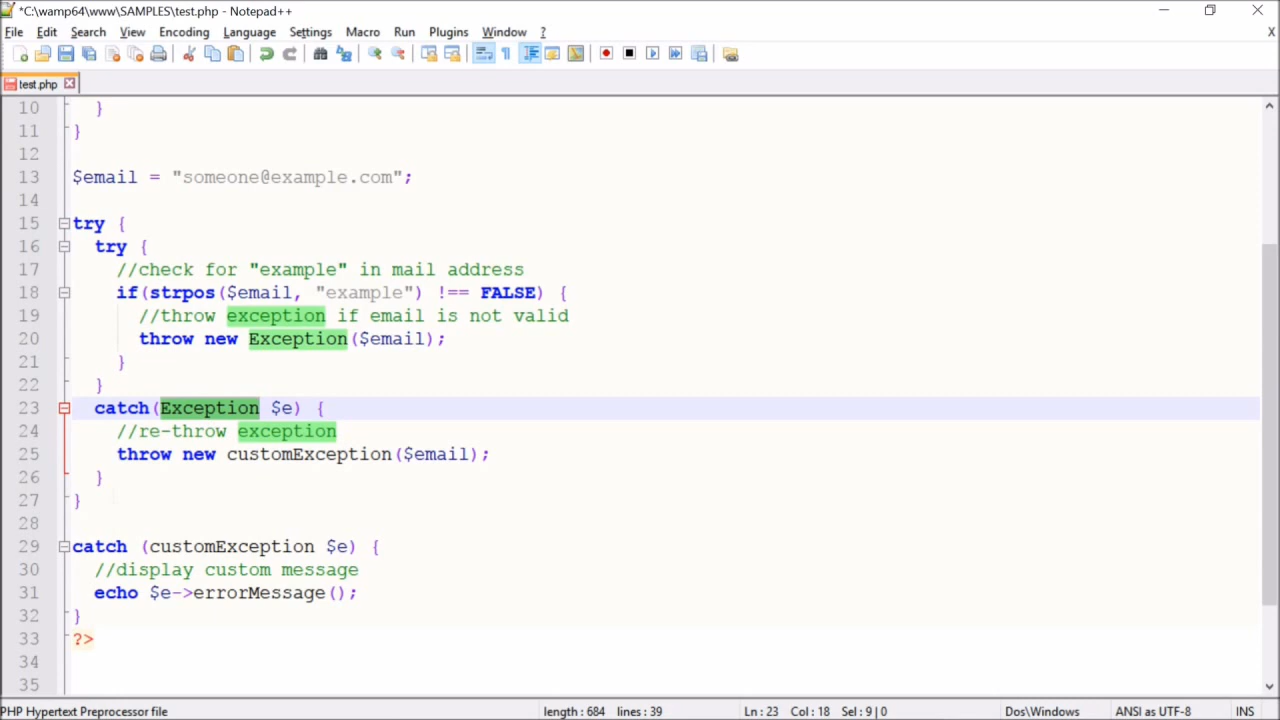 *C:\wamp64\www\SAMPLES\test.php - Notepad++
File Edit Search View Encoding Language Settings Macro Run Plugins Window ? X
test.php
10 }
11 }
12
13 $email = "someone@example.com";
14
15 try {
16 try {
17 //check for "example" in mail address
18 if(strpos($email, "example") !== FALSE) {
19 //throw exception if email is not valid
20 throw new Exception($email);
21 }
22 }
23 catch(Exception $e) {
24 //re-throw exception
25 throw new customException($email);
26 }
27 }
28
29 catch (customException $e) {
30 //display custom message
31 echo $e->errorMessage();
32 }
33 ?>
34
35
PHP Hypertext Preprocessor file length : 684 lines : 39 Ln : 23 Col : 18 Sel : 9 | 0 Dos\Windows ANSI as UTF-8 INS